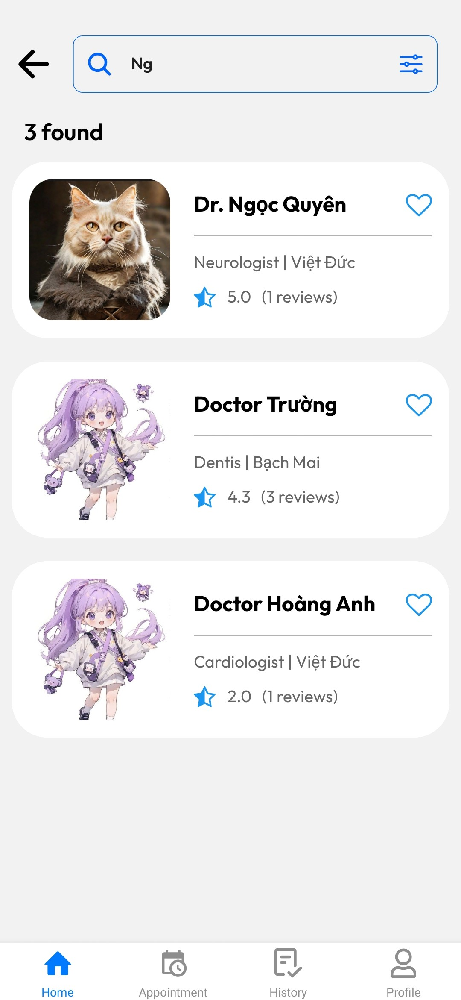 Ng
3 found
Dr. Ngọc Quyên
Neurologist | Việt Đức
5.0 (1 reviews)
Doctor Trường
Dentis | Bạch Mai
4.3 (3 reviews)
Doctor Hoàng Anh
Cardiologist | Việt Đức
2.0 (1 reviews)
Home Appointment History Profile